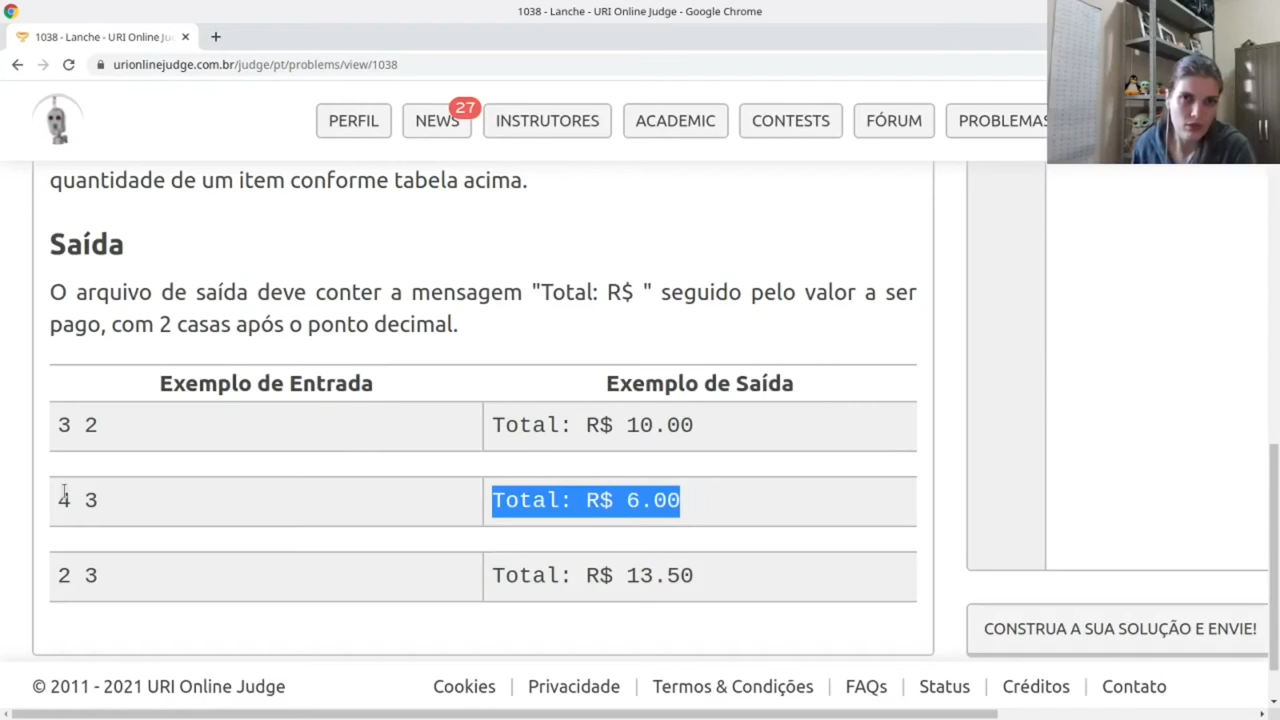 1038 - Lanche - URI Online Judge - Google Chrome
1038 - Lanche - URI Online Ju
urionlinejudge.com.br/judge/pt/problems/view/1038
PERFIL
NEWS
27
INSTRUTORES
ACADEMIC
CONTESTS
FÓRUM
PROBLEMAS
quantidade de um item conforme tabela acima.
Saída
O arquivo de saída deve conter a mensagem "Total: R$ " seguido pelo valor a ser
pago, com 2 casas após o ponto decimal.
Exemplo de Entrada
Exemplo de Saída
3 2
Total: R$ 10.00
4 3
Total: R$ 6.00
2 3
Total: R$ 13.50
CONSTRUA A SUA SOLUÇÃO E ENVIE!
© 2011 - 2021 URI Online Judge
Cookies | Privacidade | Termos & Condições | FAQs | Status | Créditos | Contato